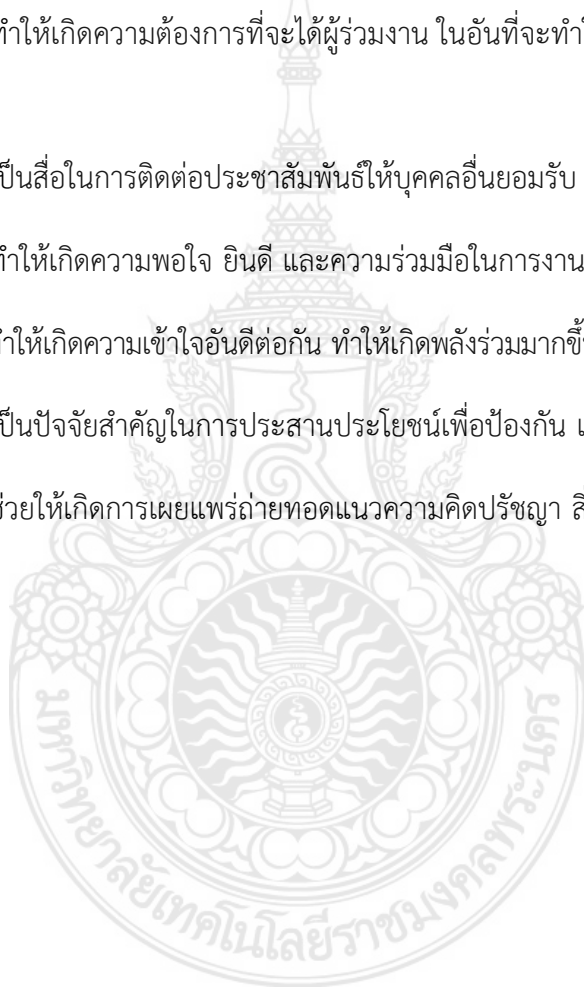 ทำให้เกิดความต้องการที่จะได้ผู้ร่วมงาน ในอันที่จะทำ
เป็นสื่อในการติดต่อประชาสัมพันธ์ให้บุคคลอื่นยอมรับ
ทำให้เกิดความพอใจ ยินดี และความร่วมมือในการงาน
ทำให้เกิดความเข้าใจอันดีต่อกัน ทำให้เกิดพลังร่วมมากขึ้น
เป็นปัจจัยสำคัญในการประสานประโยชน์เพื่อป้องกัน
ช่วยให้เกิดการเผยแพร่ถ่ายทอดแนวความคิดปรัชญา
มหาวิทยาลัยเทคโนโลยีราชมงคลพระนคร